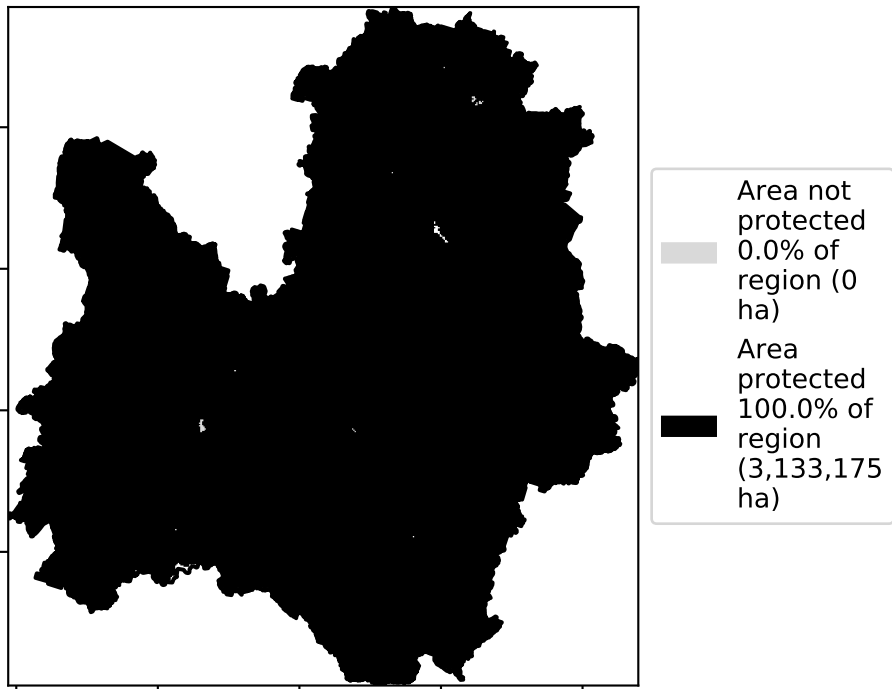 Area not
protected
0.0% of
region (0
ha)
Area
protected
100.0% of
region
(3,133,175
ha)